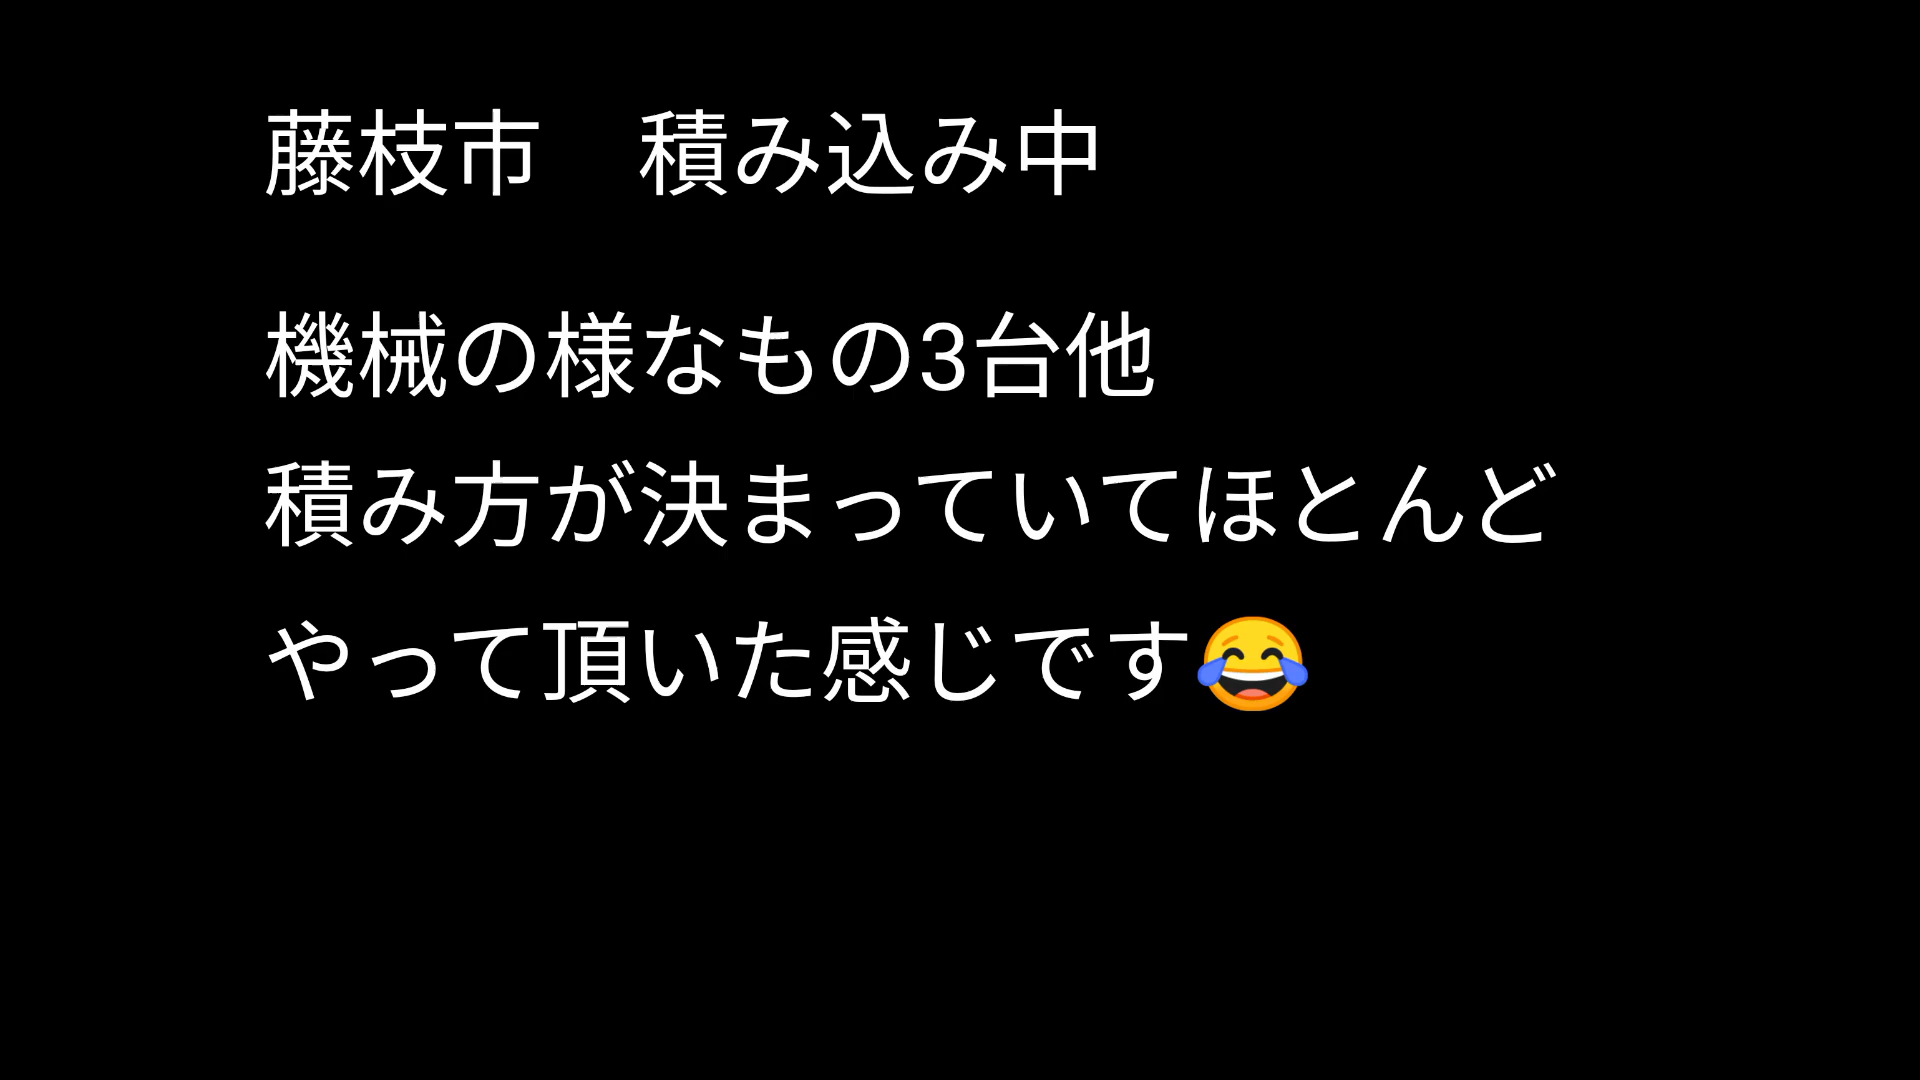 藤枝市　積み込み中
機械の様なもの3台他
積み方が決まっていてほとんど
やって頂いた感じです😂